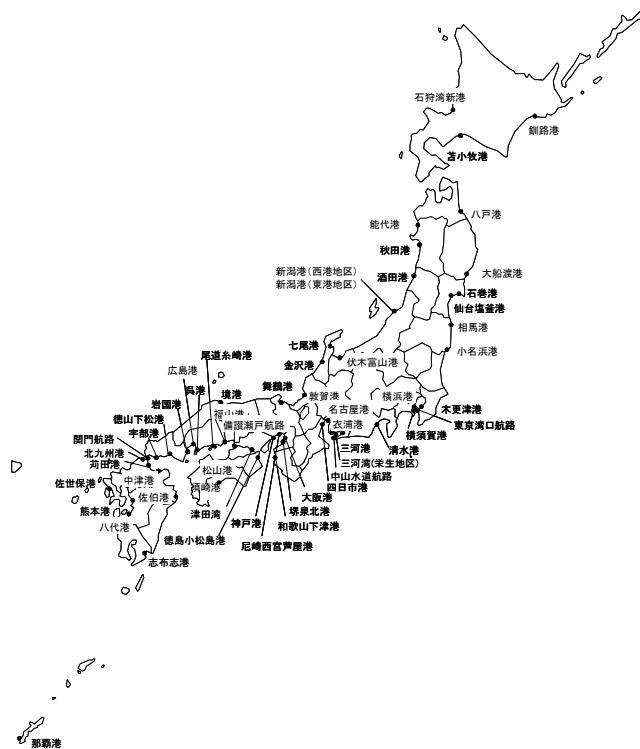 石狩湾新港
釧路港
苫小牧港
八戸港
能代港
秋田港
新潟港（西港地区）
新潟港（東港地区）
酒田港
大船渡港
石巻港
仙台塩釜港
相馬港
小名浜港
七尾港
金沢港
伏木富山港
尾道糸崎港
広島港
呉港
舞鶴港
境港
敦賀港
横浜港
岩国港
福山港
名古屋港
木更津港
徳山下松港
備讃瀬戸航路
衣浦港
東京湾口航路
宇部港
横須賀港
関門航路
三河港
清水港
北九州港
三河湾（栄生地区）
苅田港
松山港
中山水道航路
佐世保港
中津港
須崎港
四日市港
佐伯港
大阪港
熊本港
津田湾
堺泉北港
八代港
神戸港
和歌山下津港
徳島小松島港
尼崎西宮芦屋港
志布志港
那覇港